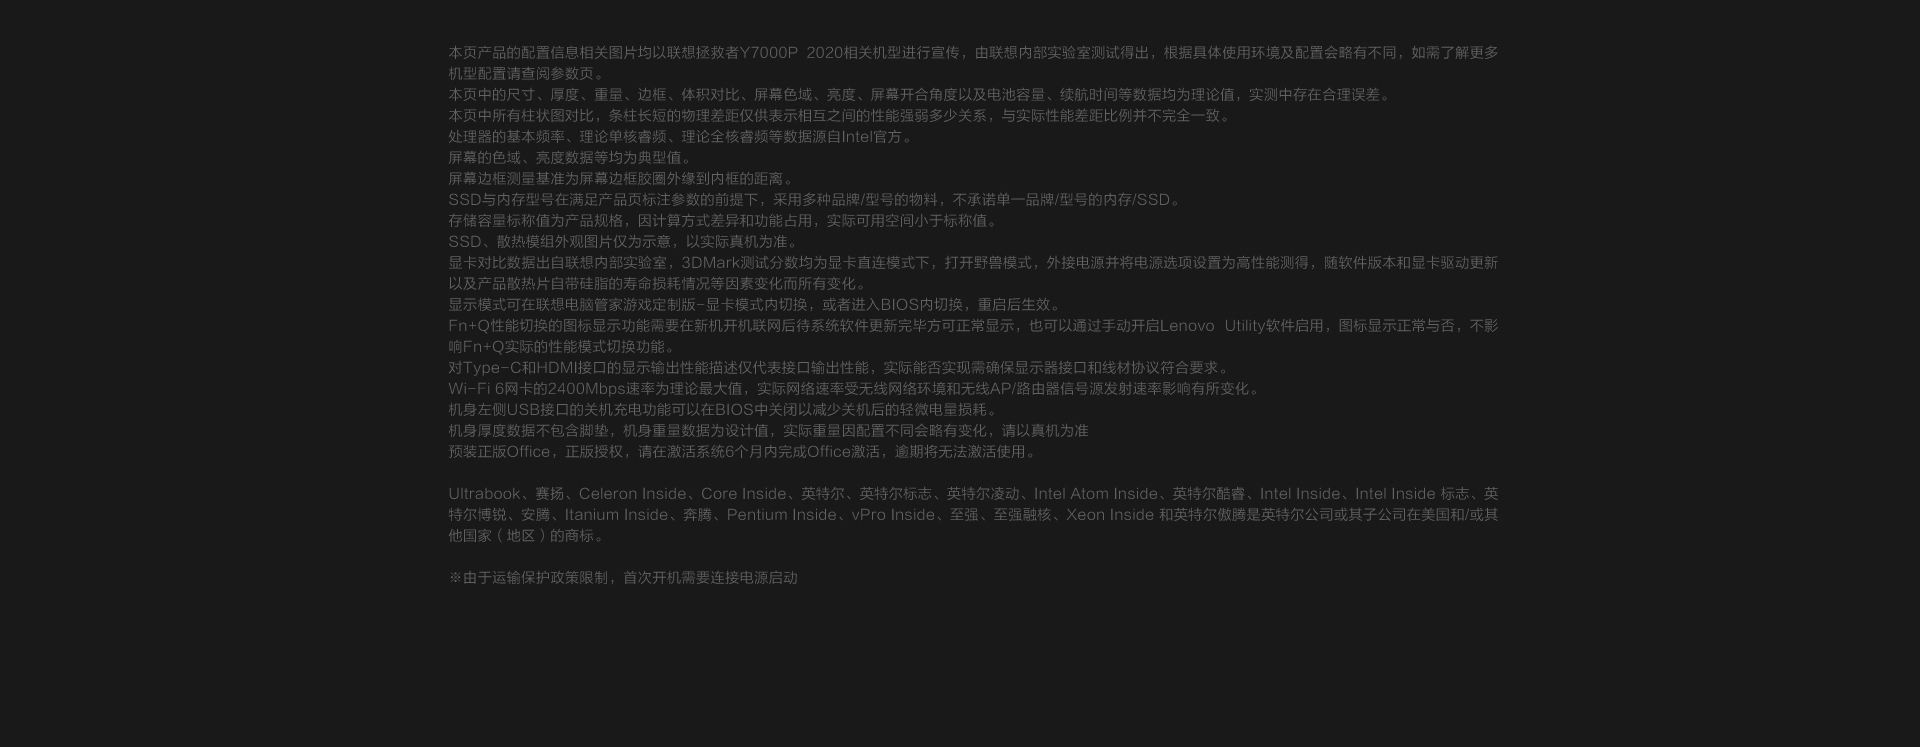 本页产品的配置信息相关图片均以联想拯救者Y7000P 2020相关机型进行宣传，由联想内部实验室测试得出，根据具体使用环境及配置会略有不同，如需了解更多
机型配置请查阅参数页。
本页中的尺寸、厚度、重量、边框、体积对比、屏幕色域、亮度、屏幕开合角度以及电池容量、续航时间等数据均为理论值，实测中存在合理误差。
本页中所有柱状图对比，条柱长短的物理差距仅供表示相互之间的性能强弱多少关系，与实际性能差距比例并不完全一致。
处理器的基本频率、理论单核睿频、理论全核睿频等数据源自Intel官方。
屏幕的色域、亮度数据等均为典型值。
屏幕边框测量基准为屏幕边框胶圈外缘到内框的距离。
SSD与内存型号在满足产品页标注参数的前提下，采用多种品牌/型号的物料，不承诺单一品牌/型号的内存/SSD。
存储容量标称值为产品规格，因计算方式差异和功能占用，实际可用空间小于标称值。
SSD、散热模组外观图片仅为示意，以实际真机为准。
显卡对比数据出自联想内部实验室，3DMark测试分数均为显卡直连模式下，打开野兽模式，外接电源并将电源选项设置为高性能测得，随软件版本和显卡驱动更新
以及产品散热片自带硅脂的寿命损耗情况等因素变化而所有变化。
显示模式可在联想电脑管家游戏定制版-显卡模式内切换，或者进入BIOS内切换，重启后生效。
Fn+Q性能切换的图标显示功能需要在新机开机联网后待系统软件更新完毕方可正常显示，也可以通过手动开启Lenovo Utility软件启用，图标显示正常与否，不影
响Fn+Q实际的性能模式切换功能。
对Type-C和HDMI接口的显示输出性能描述仅代表接口输出性能，实际能否实现需确保显示器接口和线材协议符合要求。
Wi-Fi 6网卡的2400Mbps速率为理论最大值，实际网络速率受无线网络环境和无线AP/路由器信号源发射速率影响有所变化。
机身左侧USB接口的关机充电功能可以在BIOS中关闭以减少关机后的轻微电量损耗。
机身厚度数据不包含脚垫，机身重量数据为设计值，实际重量因配置不同会略有变化，请以真机为准
预装正版Office，正版授权，请在激活系统6个月内完成Office激活，逾期将无法激活使用。
Ultrabook、赛扬、Celeron Inside、Core Inside、英特尔、英特尔标志、英特尔凌动、Intel Atom Inside、英特尔酷睿、Intel Inside、Intel Inside 标志、英
特尔博锐、安腾、Itanium Inside、奔腾、Pentium Inside、vPro Inside、至强、至强融核、Xeon Inside 和英特尔傲腾是英特尔公司或其子公司在美国和/或其
他国家（地区）的商标。
※由于运输保护政策限制，首次开机需要连接电源启动